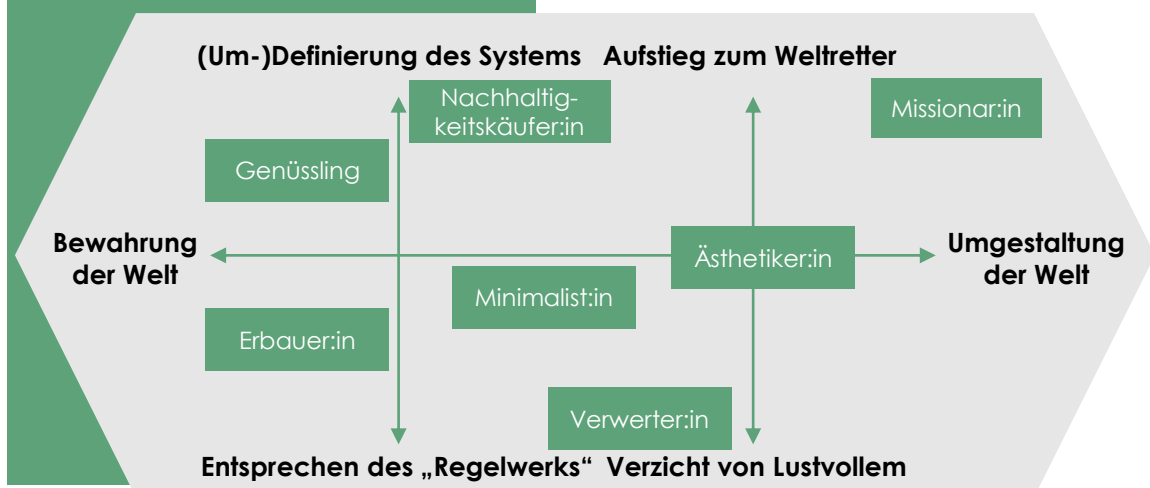 (Um-)Definierung des Systems Aufstieg zum Weltretter
Nachhaltig-
keitskäufer:in
Missionar:in
Genüssling
Bewahrung
der Welt
Ästhetiker:in
Umgestaltung
der Welt
Minimalist:in
Erbauer:in
Verwerter:in
Entsprechen des „Regelwerks“ Verzicht von Lustvollem